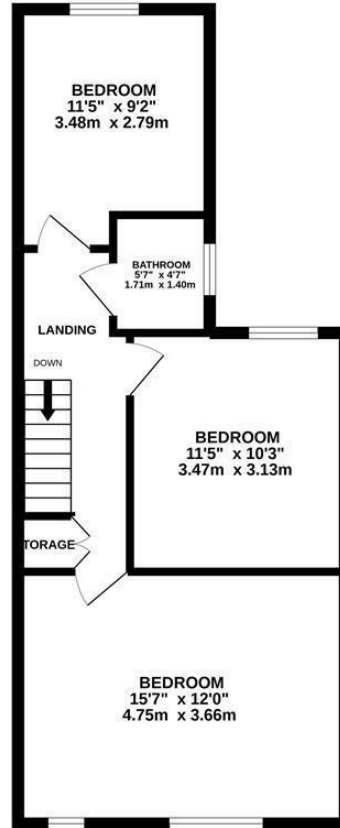 BEDROOM
11'5" x 9'2"
3.48m x 2.79m
BATHROOM
5'7" x 4'7"
1.71m x 1.40m
LANDING
DOWN
BEDROOM
11'5" x 10'3"
3.47m x 3.13m
TORAGE
BEDROOM
15'7" x 12'0"
4.75m x 3.66m